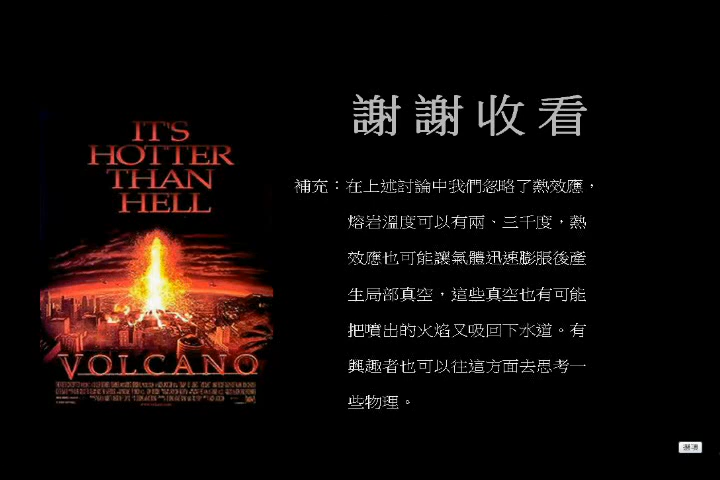 謝謝收看
IT'S
HOTTER
THAN
HELL
VOLCANO
補充：在上述討論中我們忽略了熱效應，
熔岩溫度可以有兩、三千度，熱
效應也可能讓氣體迅速膨脹後產
生局部真空，這些真空也有可能
把噴出的火焰又吸回下水道。有
興趣者也可以往這方面去思考一
些物理。
選項